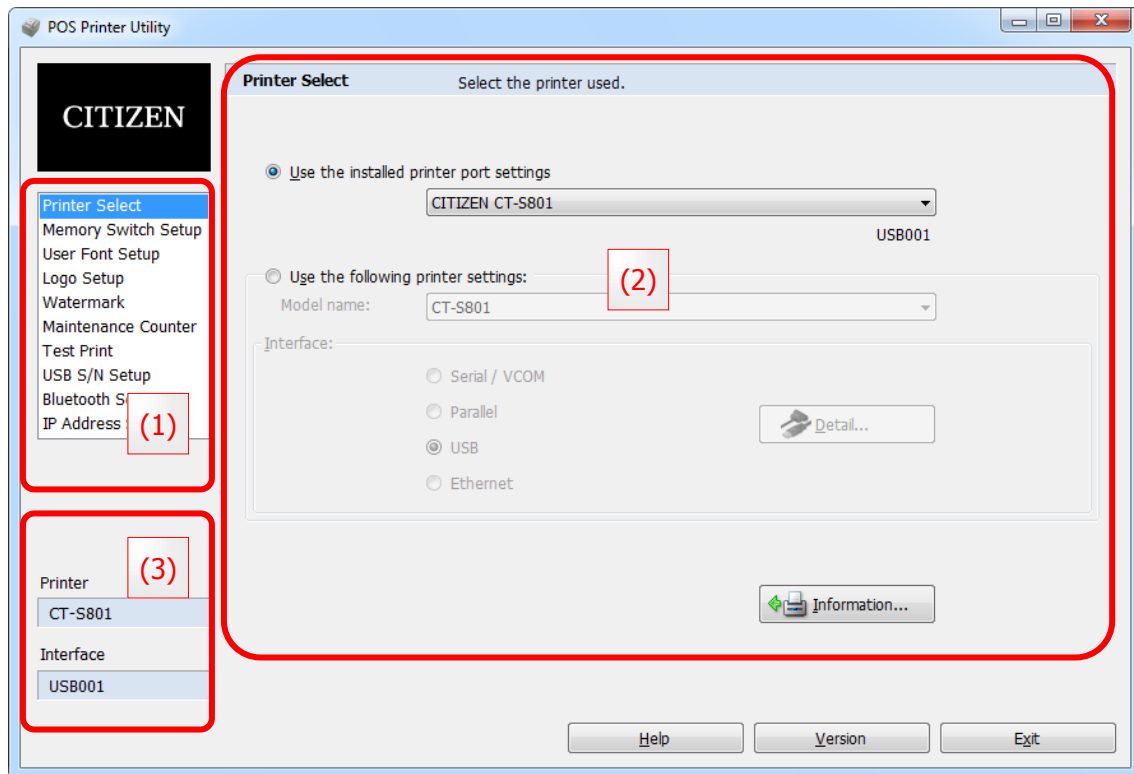 POS Printer Utility
CITIZEN
Printer Select
Memory Switch Setup
User Font Setup
Logo Setup
Watermark
Maintenance Counter
Test Print
USB S/N Setup
Bluetooth
IP Address
(1)
(3)
Printer
CT-S801
Interface
USB001
Printer Select Select the printer used.
Use the installed printer port settings
CITIZEN CT-S801
USB001
Use the following printer settings:
(2)
Model name: CT-S801
Interface:
Serial / VCOM
Parallel
Detail...
USB
Ethernet
Information...
Help Version Exit